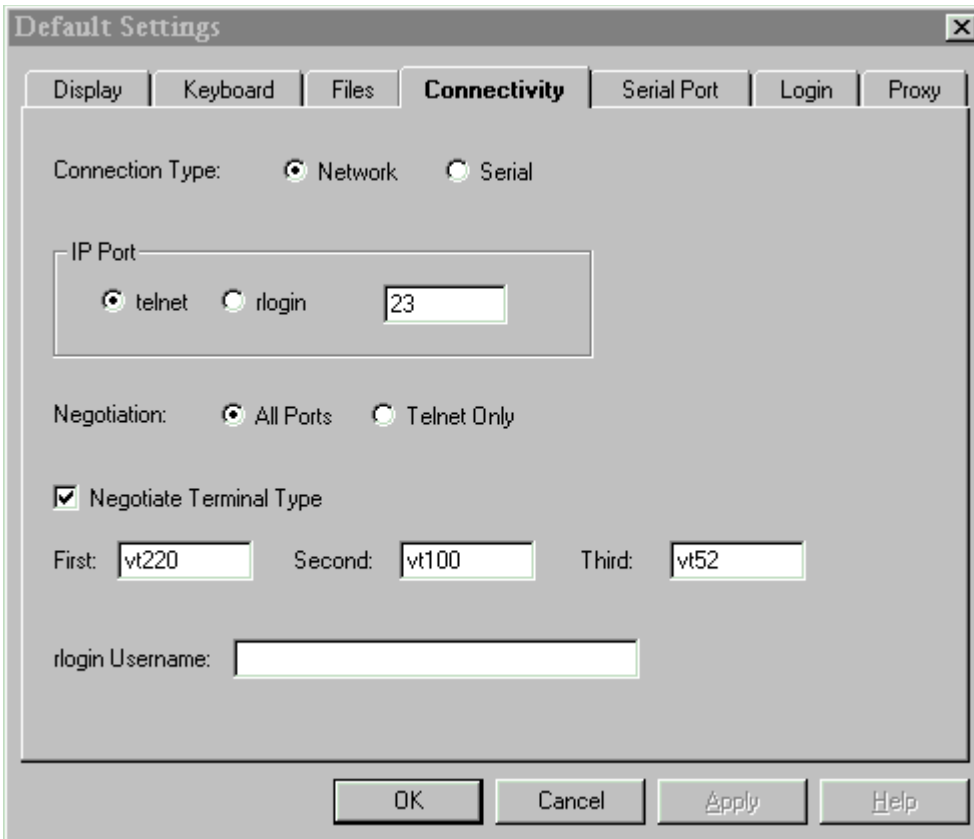 Default Settings
Display Keyboard Files Connectivity Serial Port Login Proxy
Connection Type: Network Serial
IP Port
telnet rlogin 23
Negotiation: All Ports Telnet Only
Negotiate Terminal Type
First: vt220 Second: vt100 Third: vt52
rlogin Username:
OK Cancel Apply Help